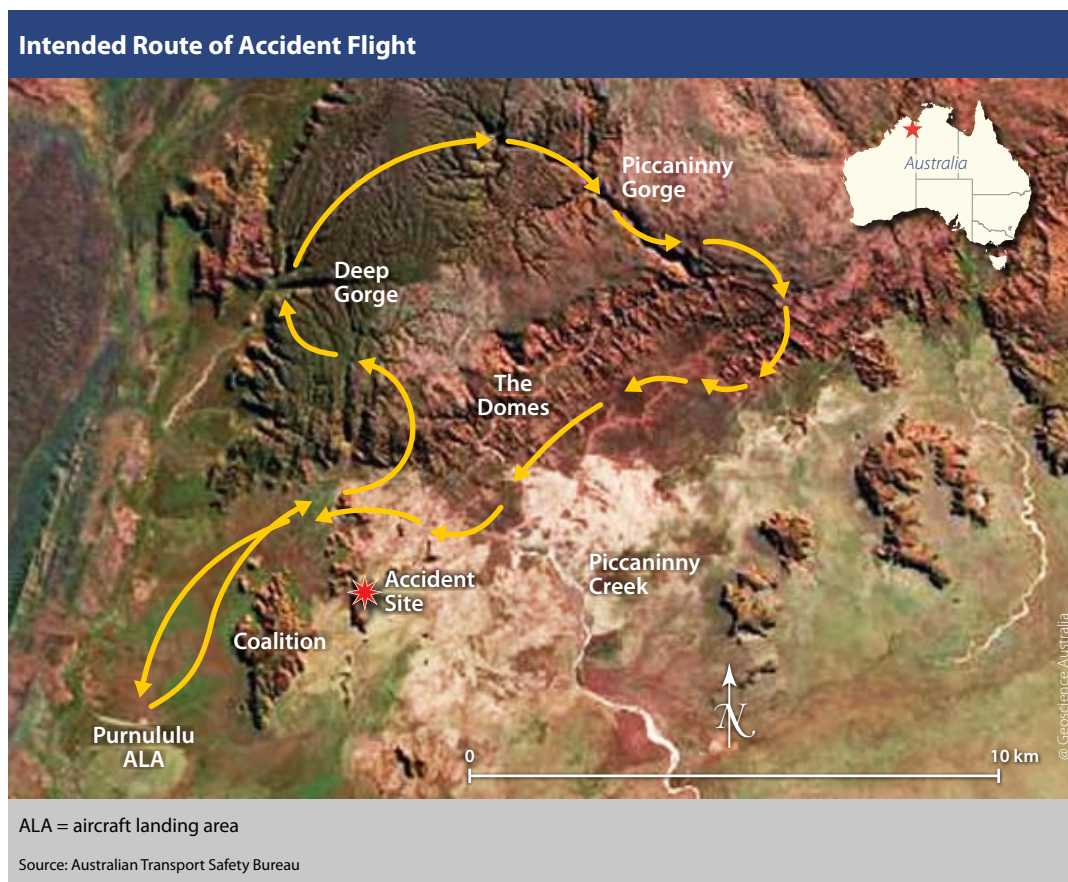 Intended Route of Accident Flight
Australia
Piccaninny
Gorge
Deep
Gorge
The
Domes
Piccaninny
Creek
Accident
Site
Coalition
Purnululu
ALA
N
0
10 km
@ Geoscience Australia
ALA = aircraft landing area
Source: Australian Transport Safety Bureau